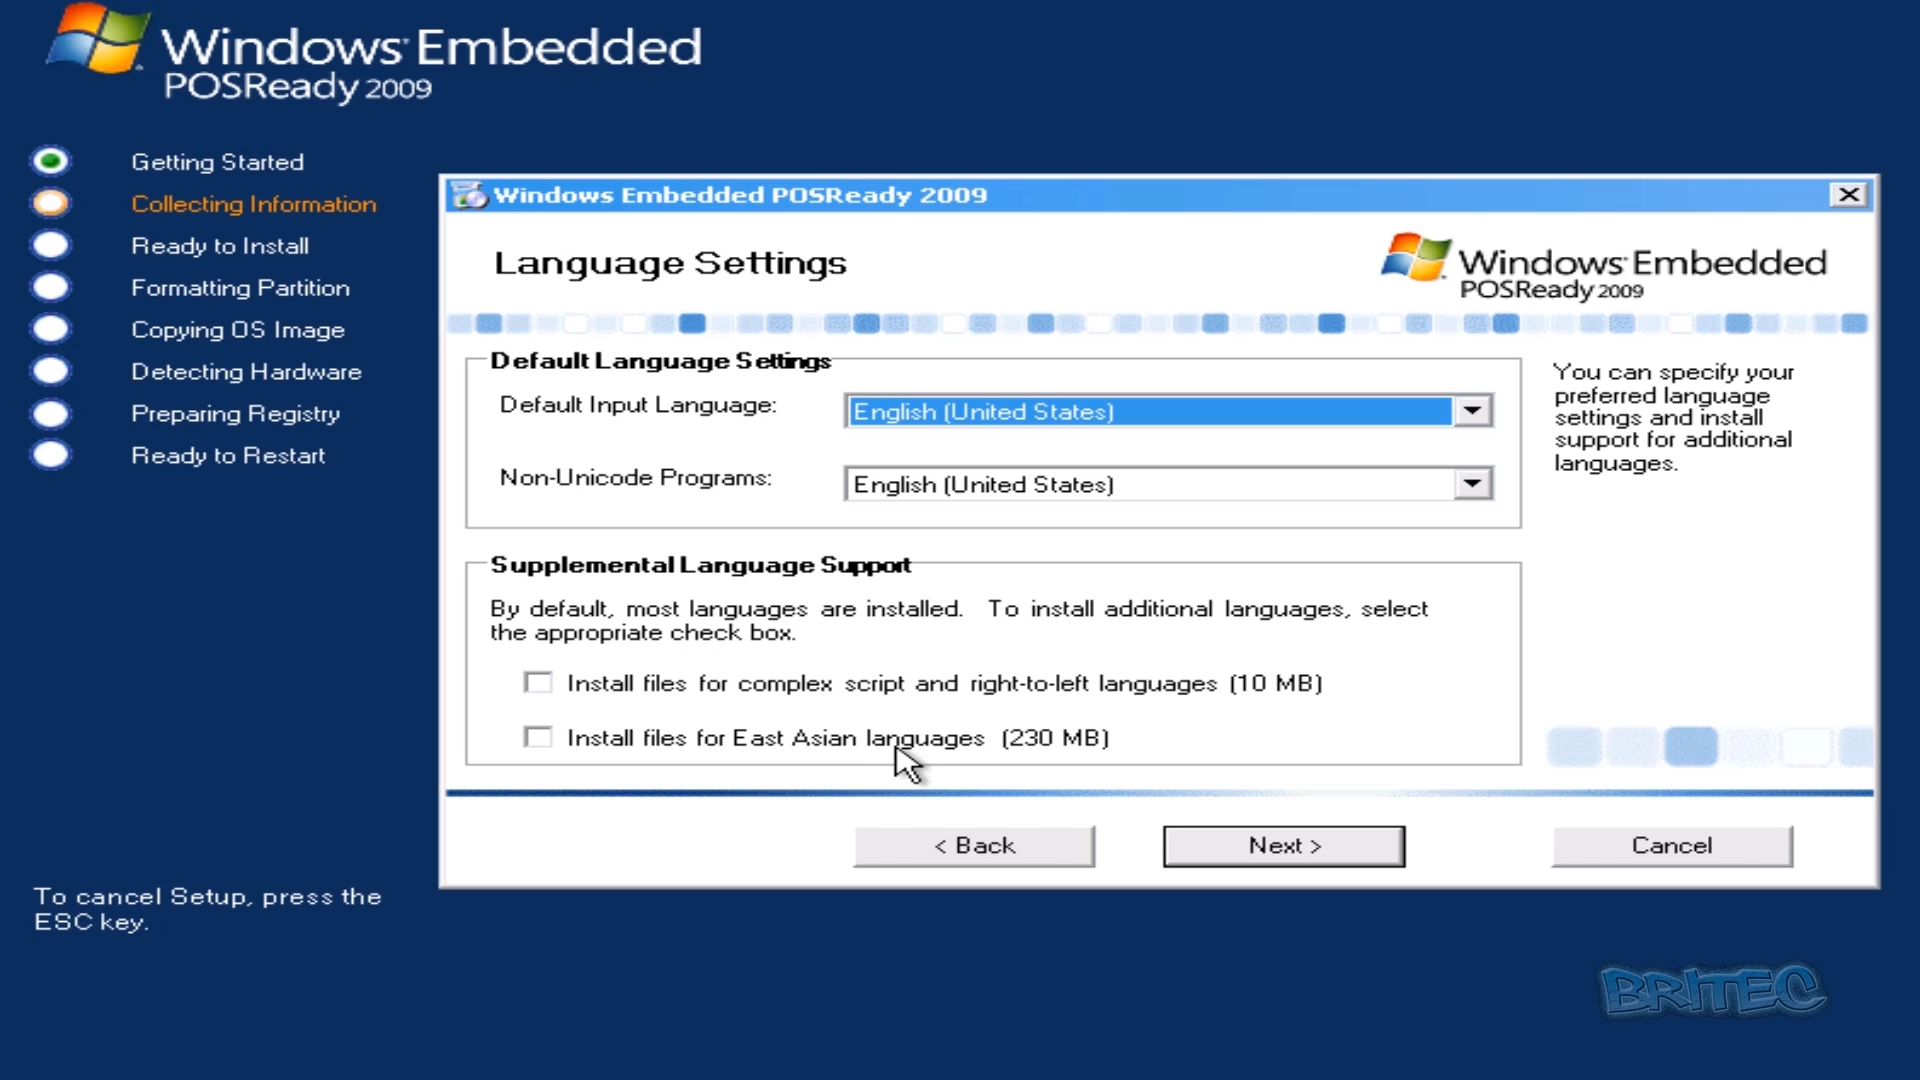 Windows Embedded
POSReady 2009
Getting Started
Collecting Information
Ready to Install
Formatting Partition
Copying OS Image
Detecting Hardware
Preparing Registry
Ready to Restart
To cancel Setup, press the
ESC key.
Windows Embedded POSReady 2009
Language Settings
Windows Embedded
POSReady 2009
Default Language Settings
Default Input Language: English (United States)
Non-Unicode Programs: English (United States)
You can specify your
preferred language
settings and install
support for additional
languages.
Supplemental Language Support
By default, most languages are installed. To install additional languages, select
the appropriate check box.
Install files for complex script and right-to-left languages (10 MB)
Install files for East Asian languages (230 MB)
< Back
Next >
Cancel
BRITEC